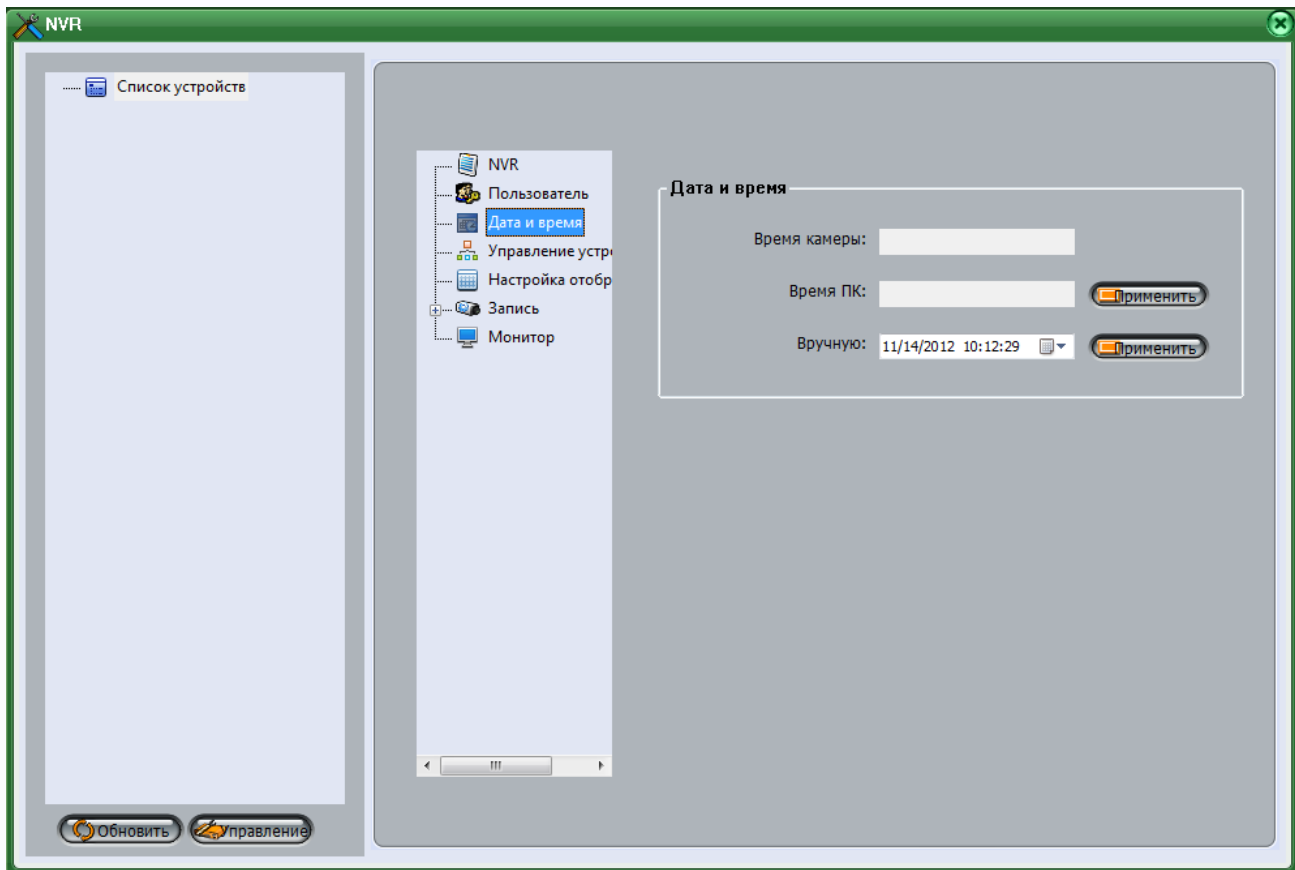 NVR
Список устройств
NVR
Пользователь
Дата и время
Управление устр
Настройка отобр
Запись
Монитор
Дата и время
Время камеры:
Время ПК:
Применить
Вручную: 11/14/2012 10:12:29
Применить
Обновить
Управление